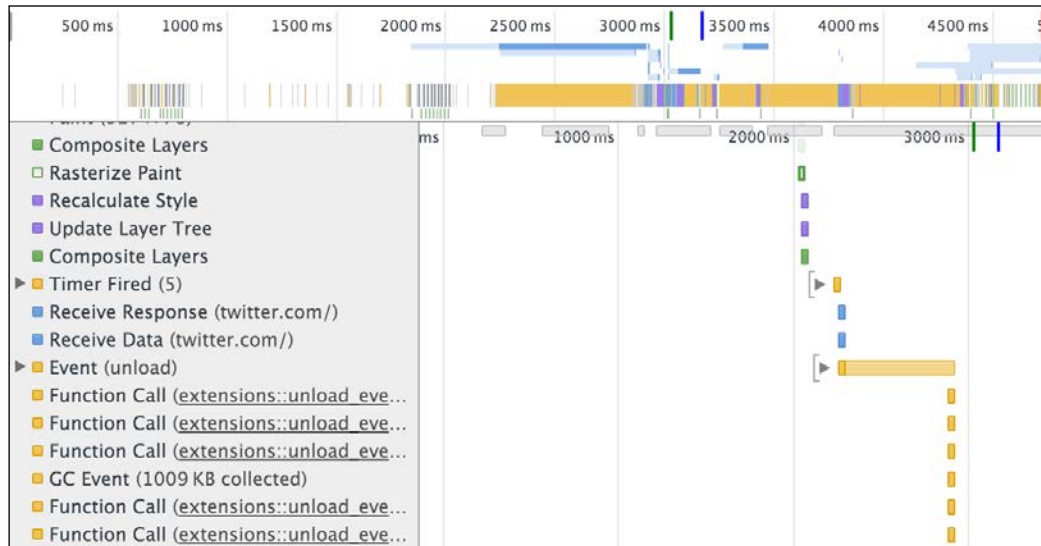 500 ms 1000 ms 1500 ms 2000 ms 2500 ms 3000 ms 3500 ms 4000 ms 4500 ms
ms 1000 ms 2000 ms 3000 ms
Composite Layers
Rasterize Paint
Recalculate Style
Update Layer Tree
Composite Layers
Timer Fired (5)
Receive Response (twitter.com/)
Receive Data (twitter.com/)
Event (unload)
Function Call (extensions::unload_eve...
Function Call (extensions::unload_eve...
Function Call (extensions::unload_eve...
GC Event (1009 KB collected)
Function Call (extensions::unload_eve...
Function Call (extensions::unload_eve...